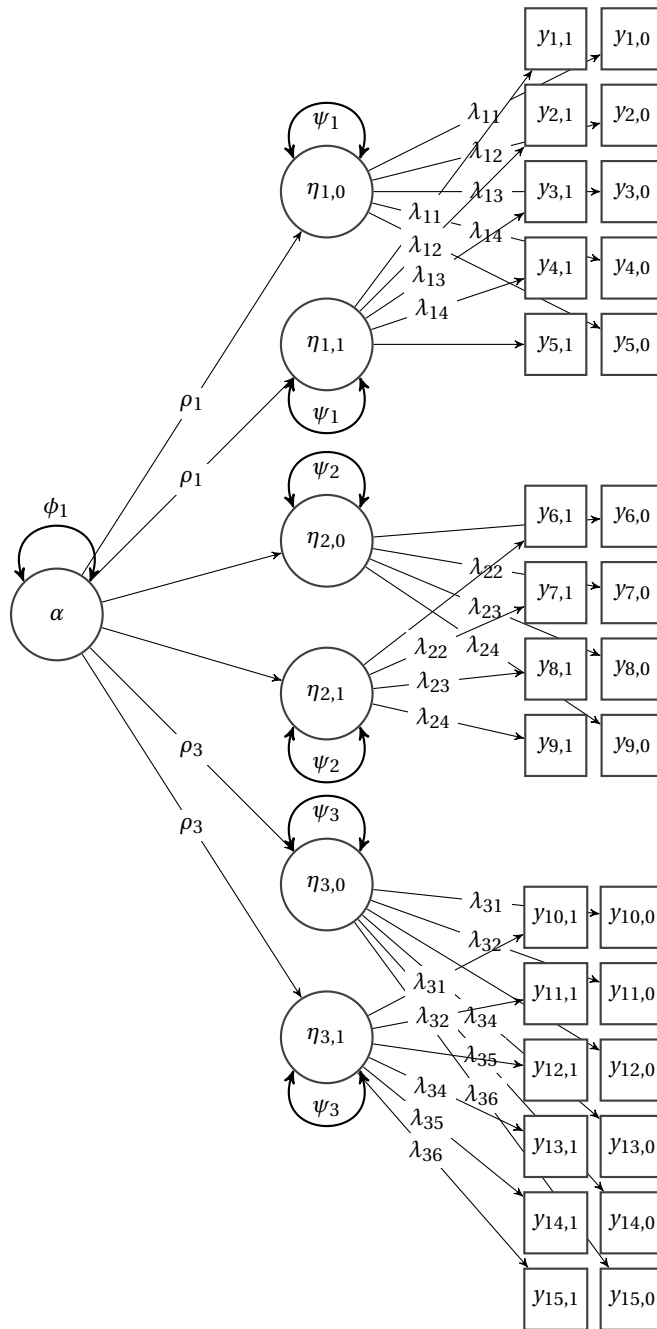 y1,1 y1,0
λ11
y2,1 y2,0
ψ1
λ12
η1,0
λ13
y3,1 y3,0
λ11
λ14
λ12
y4,1 y4,0
λ13
λ14
η1,1
y5,1 y5,0
ρ1
ψ1
ψ2
ρ1
ϕ1
y6,1 y6,0
η2,0
λ22
y7,1 y7,0
α
λ23
λ22 λ24
y8,1 y8,0
λ23
η2,1
λ24
y9,1 y9,0
ρ3
ψ2
ψ3
ρ3
η3,0
λ31
y10,1 y10,0
λ32
λ31
y11,1 y11,0
λ32 λ34
η3,1
λ35
y12,1 y12,0
λ34 λ36
ψ3
λ35
y13,1 y13,0
λ36
y14,1 y14,0
y15,1 y15,0